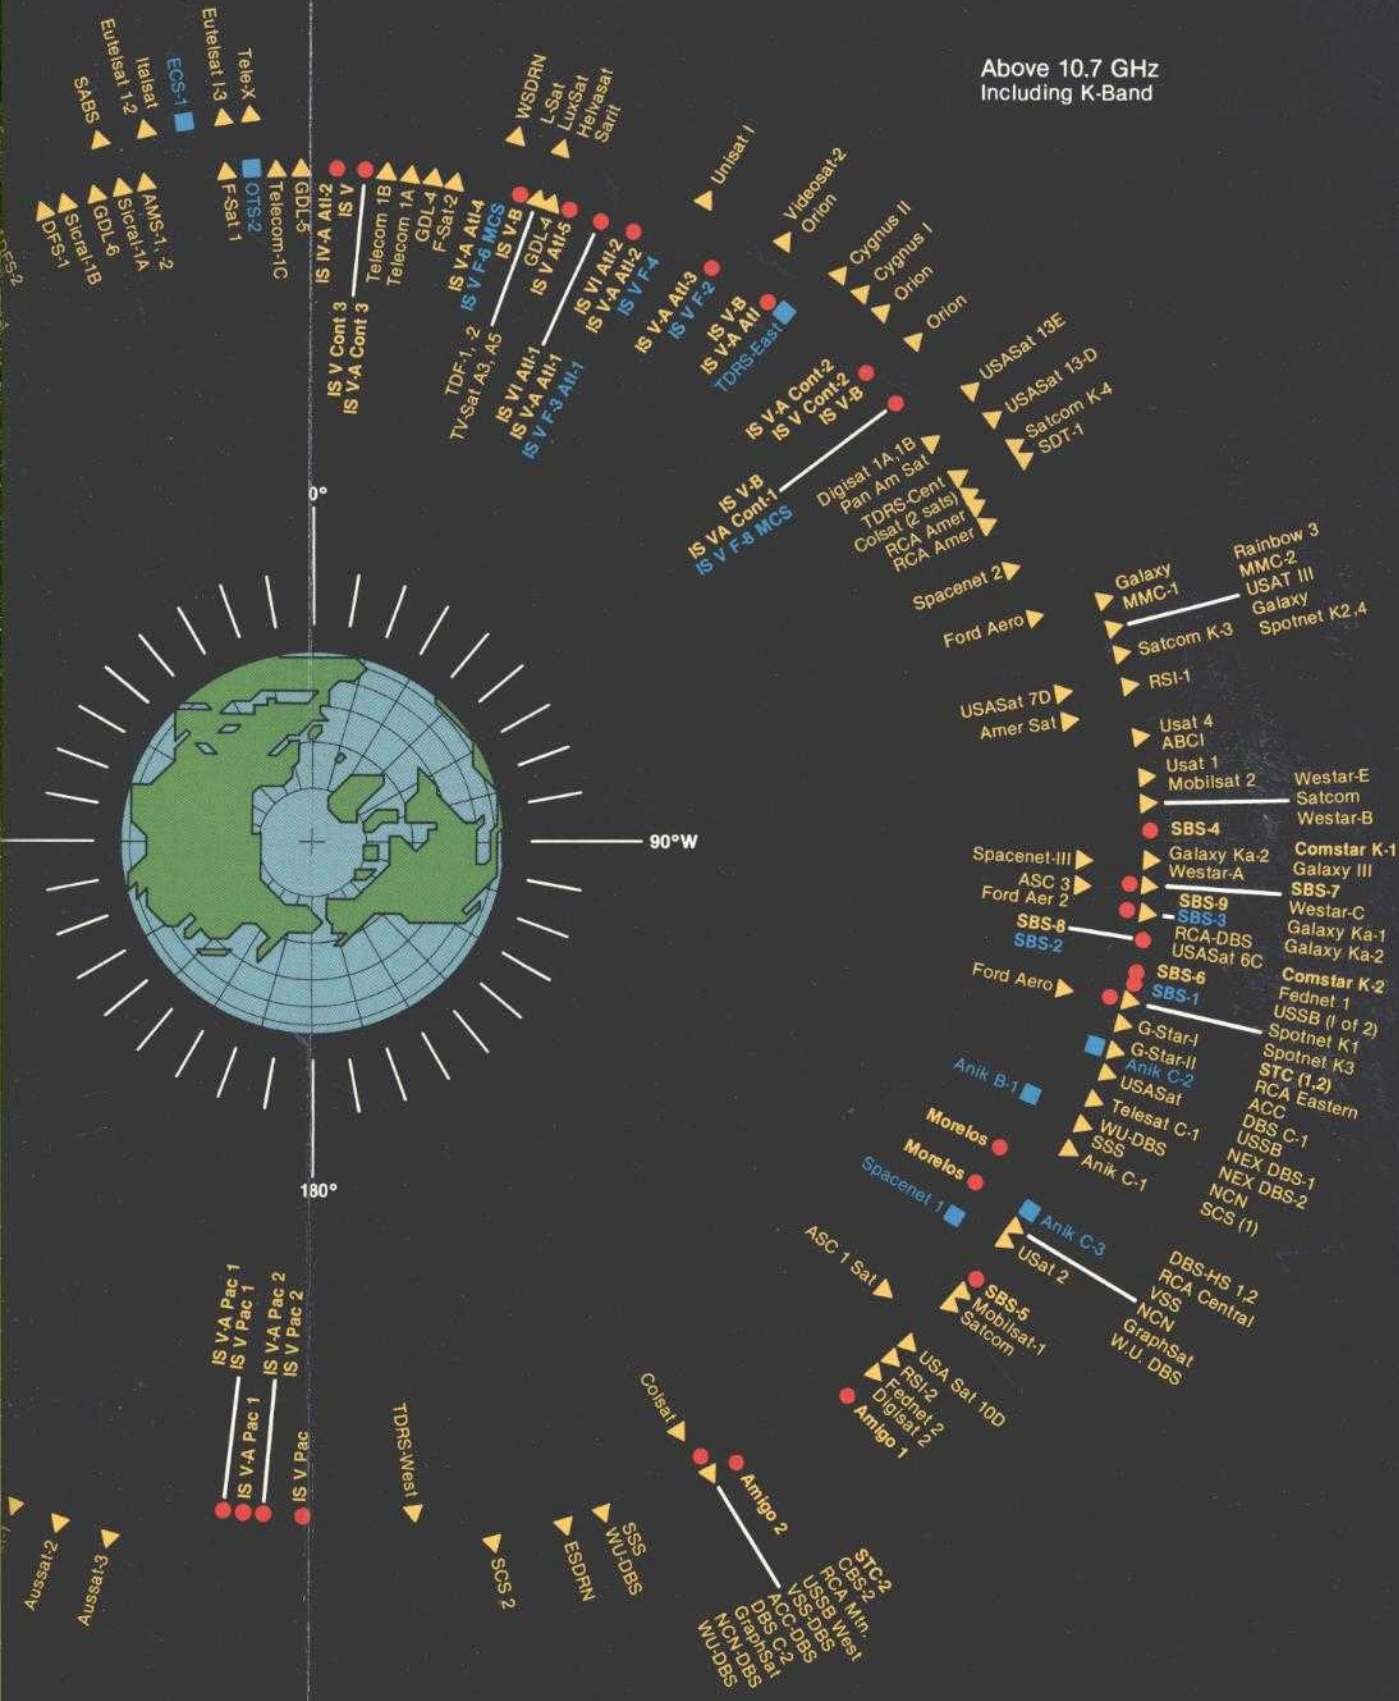 Above 10.7 GHz
Including K-Band
SABS
Eutelsat 1-2
Italsat
ECS-1
Eutelsat I-3
Tele-X
DFS-2
DFS-1
Sicral-1B
GDL-6
Sicral-1A
AMS-1, -2
F-Sat 1
OTS-2
Telecom-1C
GDL-5
IS IV-A Atl-2
IS V
IS V Cont 3
IS V-A Cont 3
Telecom 1B
Telecom 1A
GDL-4
F-Sat-2
WSDRN
L-Sat
LuxSat
Helvasat
Sarit
IS V-A Atl-4
IS V F-6 MCS
IS V-B
GDL-4
IS V Atl-5
TDF-1, -2
TV-Sat A3, A5
IS VI Atl-1
IS V-A Atl-1
IS V F-3 Atl-1
IS VI Atl-2
IS V-A Atl-2
IS V F-4
Unisat I
IS V-A Atl-3
IS V F-2
Videosat-2
Orion
IS V-B
IS V-A Atl
TDRS-East
Cygnus II
Cygnus I
Orion
Orion
IS V-A Cont-2
IS V Cont-2
IS V-B
IS V-B
IS VA Cont-1
IS V F-8 MCS
USASat 13E
USASat 13-D
Satcom K-4
SDT-1
Digisat 1A,1B
Pan Am Sat
TDRS-Cent
Colsat (2 sats)
RCA Amer
RCA Amer
Spacenet 2
Ford Aero
Galaxy
MMC-1
Rainbow 3
MMC-2
USAT III
Galaxy
Spotnet K2,4
Satcom K-3
RSI-1
USASat 7D
Amer Sat
Usat 4
ABCI
Usat 1
Mobilsat 2
Westar-E
Satcom
Westar-B
SBS-4
Spacenet-III
Galaxy Ka-2
Westar-A
ASC 3
Ford Aer 2
Comstar K-1
Galaxy III
SBS-7
Westar-C
Galaxy Ka-1
Galaxy Ka-2
SBS-9
SBS-3
SBS-8
SBS-2
RCA-DBS
USASat 6C
Ford Aero
SBS-6
SBS-1
Comstar K-2
Fednet 1
USSB (I of 2)
Spotnet K1
Spotnet K3
STC (1,2)
RCA Eastern
ACC
DBS C-1
USSB
NEX DBS-1
NEX DBS-2
NCN
SCS (1)
G-Star-I
G-Star-II
Anik C-2
USASat
Telesat C-1
WU-DBS
SSS
Anik C-1
Anik B-1
Morelos
Morelos
Spacenet 1
Anik C-3
USat 2
DBS-HS 1,2
RCA Central
VSS
NCN
GraphSat
W.U. DBS
ASC 1 Sat
SBS-5
Mobilsat-1
Satcom
USA Sat 10D
RSI-2
Fednet 2
Digisat 2
Amigo 1
Colsat
Amigo 2
STC-2
CBS-2
RCA Mtn.
USSB West
VSS-DBS
ACC-DBS
DBS C-2
GraphSat
NCN-DBS
WU-DBS
SSS
WU-DBS
ESDRN
SCS 2
TDRS-West
IS V Pac
IS V-A Pac 2
IS V Pac 2
IS V-A Pac 1
IS V-A Pac 1
IS V Pac 1
Aussat-3
Aussat-2
0°
90°W
180°